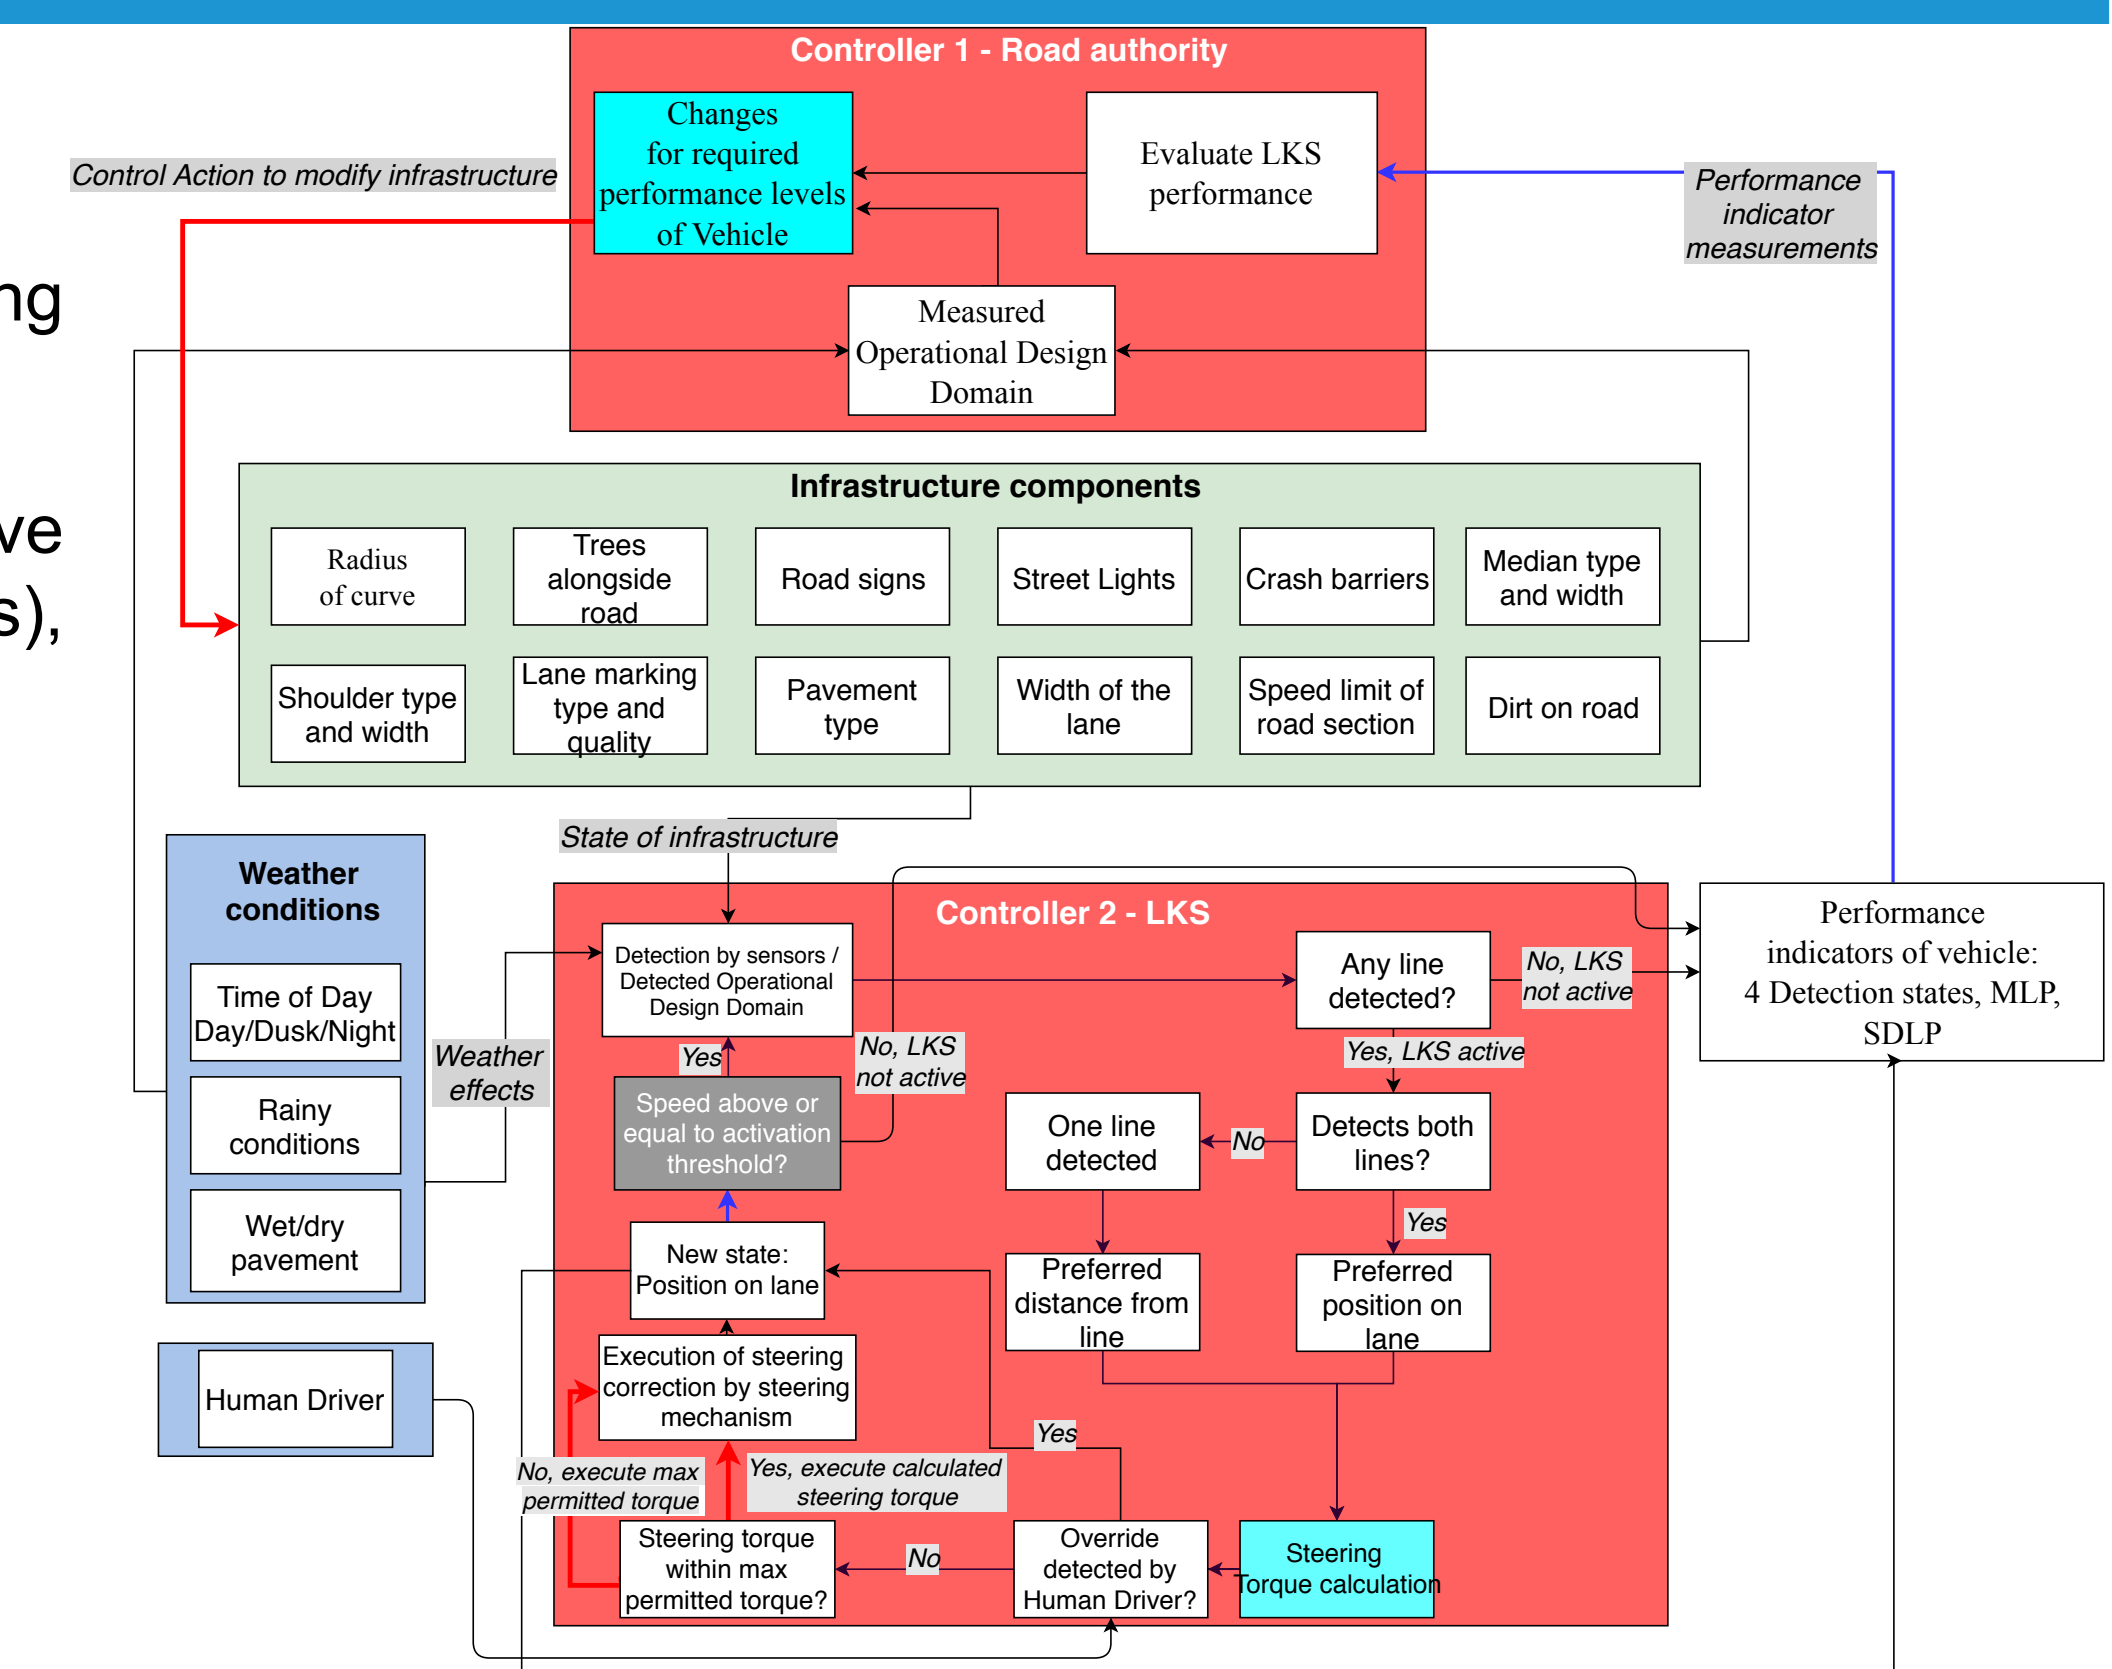 Controller 1 - Road authority
Changes
for required
performance levels
of Vehicle
Evaluate LKS
performance
Control Action to modify infrastructure
Performance
indicator
measurements
Measured
Operational Design
Domain
ng
ve
s),
Infrastructure components
Radius
of curve
Trees
alongside
road
Road signs
Street Lights
Crash barriers
Median type
and width
Shoulder type
and width
Lane marking
type and
quality
Pavement
type
Width of the
lane
Speed limit of
road section
Dirt on road
State of infrastructure
Weather
conditions
Time of Day
Day/Dusk/Night
Rainy
conditions
Wet/dry
pavement
Weather
effects
Human Driver
Controller 2 - LKS
Detection by sensors /
Detected Operational
Design Domain
Any line
detected?
No, LKS
not active
Performance
indicators of vehicle:
4 Detection states, MLP,
SDLP
Yes
No, LKS
not active
Yes, LKS active
Speed above or
equal to activation
threshold?
One line
detected
No
Detects both
lines?
Yes
New state:
Position on lane
Preferred
distance from
line
Preferred
position on
lane
Execution of steering
correction by steering
mechanism
Yes
No, execute max
permitted torque
Yes, execute calculated
steering torque
Steering torque
within max
permitted torque?
No
Override
detected by
Human Driver?
Steering
Torque calculation